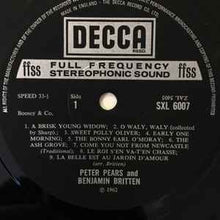 MADE IN ENGLAND · THE DECCA RECORD
DECCA
ffss
FULL FREQUENCY
STEREOPHONIC SOUND
ffss
SPEED 33⅓
Side
1
SXL 6007
Boosey & Co.
1. A BRISK YOUNG WIDOW; 2. O WALY, WALY (collected
by Sharp); 3. SWEET POLLY OLIVER; 4. EARLY ONE
MORNING; 5. THE BONNY EARL O'MORAY; 6. THE
ASH GROVE; 7. COME YOU NOT FROM NEWCASTLE
(Traditional); 8. LE ROI S'EN VA-T'EN CHASSE;
9. LA BELLE EST AU JARDIN D'AMOUR
(arr. Britten)
PETER PEARS and
BENJAMIN BRITTEN
℗ 1962